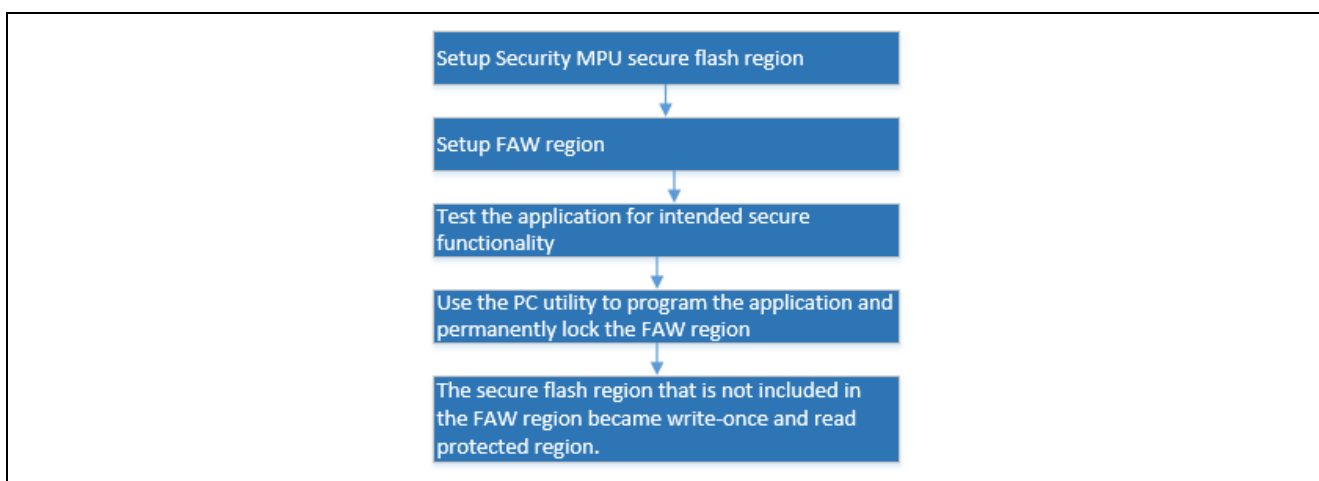 Setup Security MPU secure flash region
Setup FAW region
Test the application for intended secure
functionality
Use the PC utility to program the application and
permanently lock the FAW region
The secure flash region that is not included in
the FAW region became write-once and read
protected region.